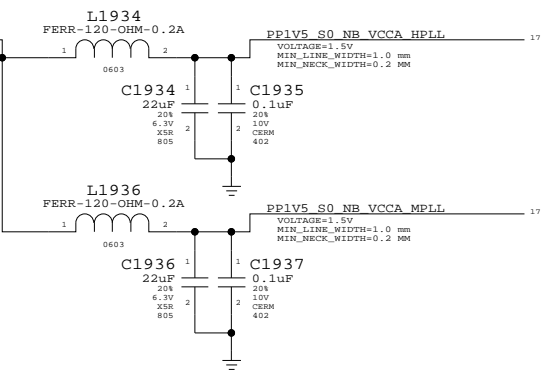 L1934
FERR-120-OHM-0.2A
1 2
0603
PP1V5_S0_NB_VCCA_HPLL 17
VOLTAGE=1.5V
MIN_LINE_WIDTH=1.0 mm
MIN_NECK_WIDTH=0.2 MM
C1934 1
22uF
20%
6.3V 2
X5R
805
1 C1935
0.1uF
20%
2 10V
CERM
402
L1936
FERR-120-OHM-0.2A
1 2
0603
PP1V5_S0_NB_VCCA_MPLL 17
VOLTAGE=1.5V
MIN_LINE_WIDTH=1.0 mm
MIN_NECK_WIDTH=0.2 MM
C1936 1
22uF
20%
6.3V 2
X5R
805
1 C1937
0.1uF
20%
2 10V
CERM
402